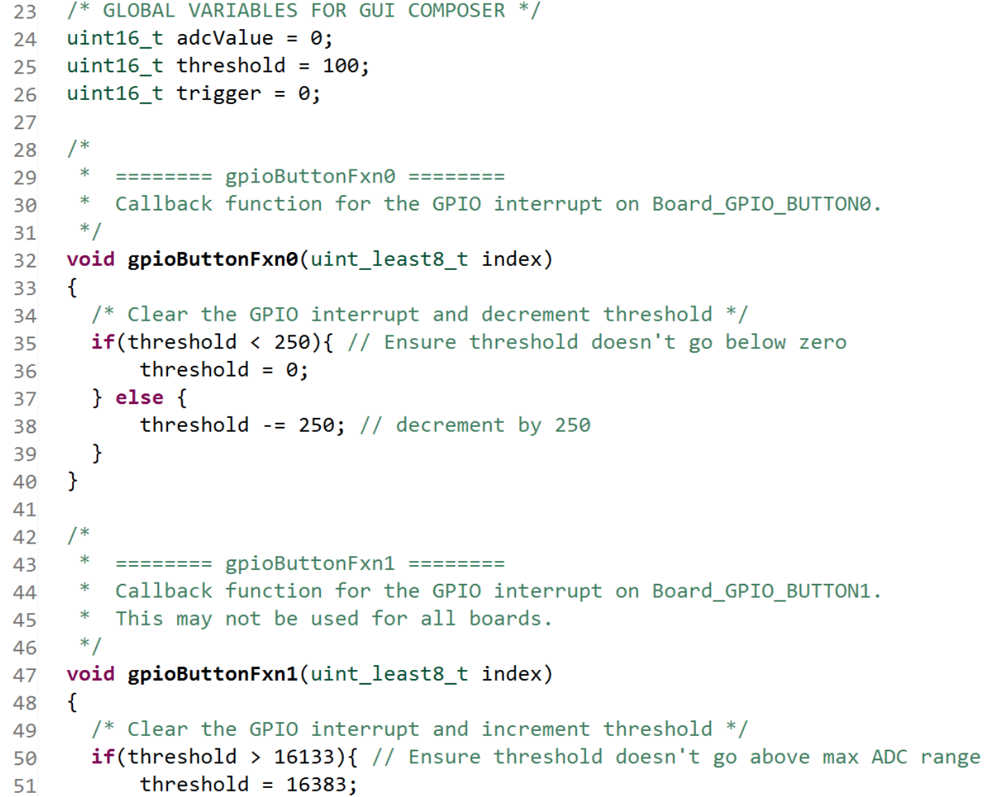 23 /* GLOBAL VARIABLES FOR GUI COMPOSER */
24 uint16_t adcValue = 0;
25 uint16_t threshold = 100;
26 uint16_t trigger = 0;
27
28 /*
29  *  ======== gpioButtonFxn0 ========
30  *  Callback function for the GPIO interrupt on Board_GPIO_BUTTON0.
31  */
32 void gpioButtonFxn0(uint_least8_t index)
33 {
34   /* Clear the GPIO interrupt and decrement threshold */
35   if(threshold < 250){ // Ensure threshold doesn't go below zero
36       threshold = 0;
37   } else {
38       threshold -= 250; // decrement by 250
39   }
40 }
41
42 /*
43  *  ======== gpioButtonFxn1 ========
44  *  Callback function for the GPIO interrupt on Board_GPIO_BUTTON1.
45  *  This may not be used for all boards.
46  */
47 void gpioButtonFxn1(uint_least8_t index)
48 {
49   /* Clear the GPIO interrupt and increment threshold */
50   if(threshold > 16133){ // Ensure threshold doesn't go above max ADC range
51       threshold = 16383;